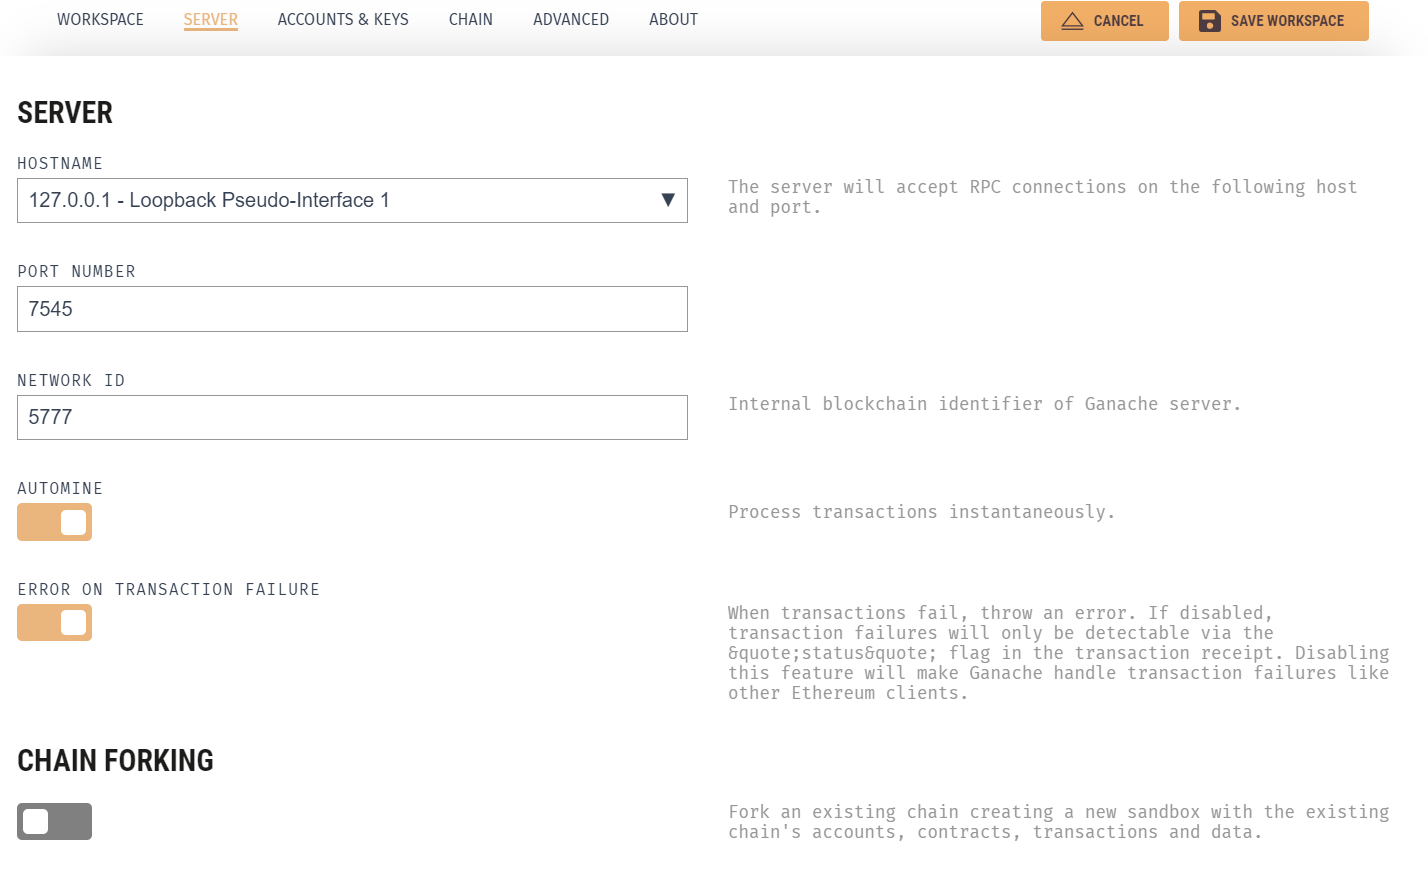 WORKSPACE SERVER ACCOUNTS & KEYS CHAIN ADVANCED ABOUT CANCEL SAVE WORKSPACE
SERVER
HOSTNAME
127.0.0.1 - Loopback Pseudo-Interface 1
The server will accept RPC connections on the following host
and port.
PORT NUMBER
7545
NETWORK ID
5777
Internal blockchain identifier of Ganache server.
AUTOMINE
Process transactions instantaneously.
ERROR ON TRANSACTION FAILURE
When transactions fail, throw an error. If disabled,
transaction failures will only be detectable via the
&quote;status&quote; flag in the transaction receipt. Disabling
this feature will make Ganache handle transaction failures like
other Ethereum clients.
CHAIN FORKING
Fork an existing chain creating a new sandbox with the existing
chain's accounts, contracts, transactions and data.